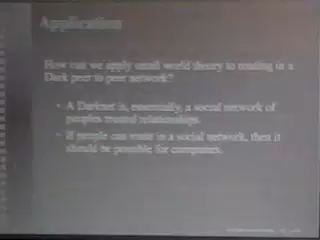 Application
How can we apply small world theory to routing in a
Dark peer to peer network?
• A Darknet is, essentially, a social network of
peoples trusted relationships.
• If people can route in a social network, then it
should be possible for computers.